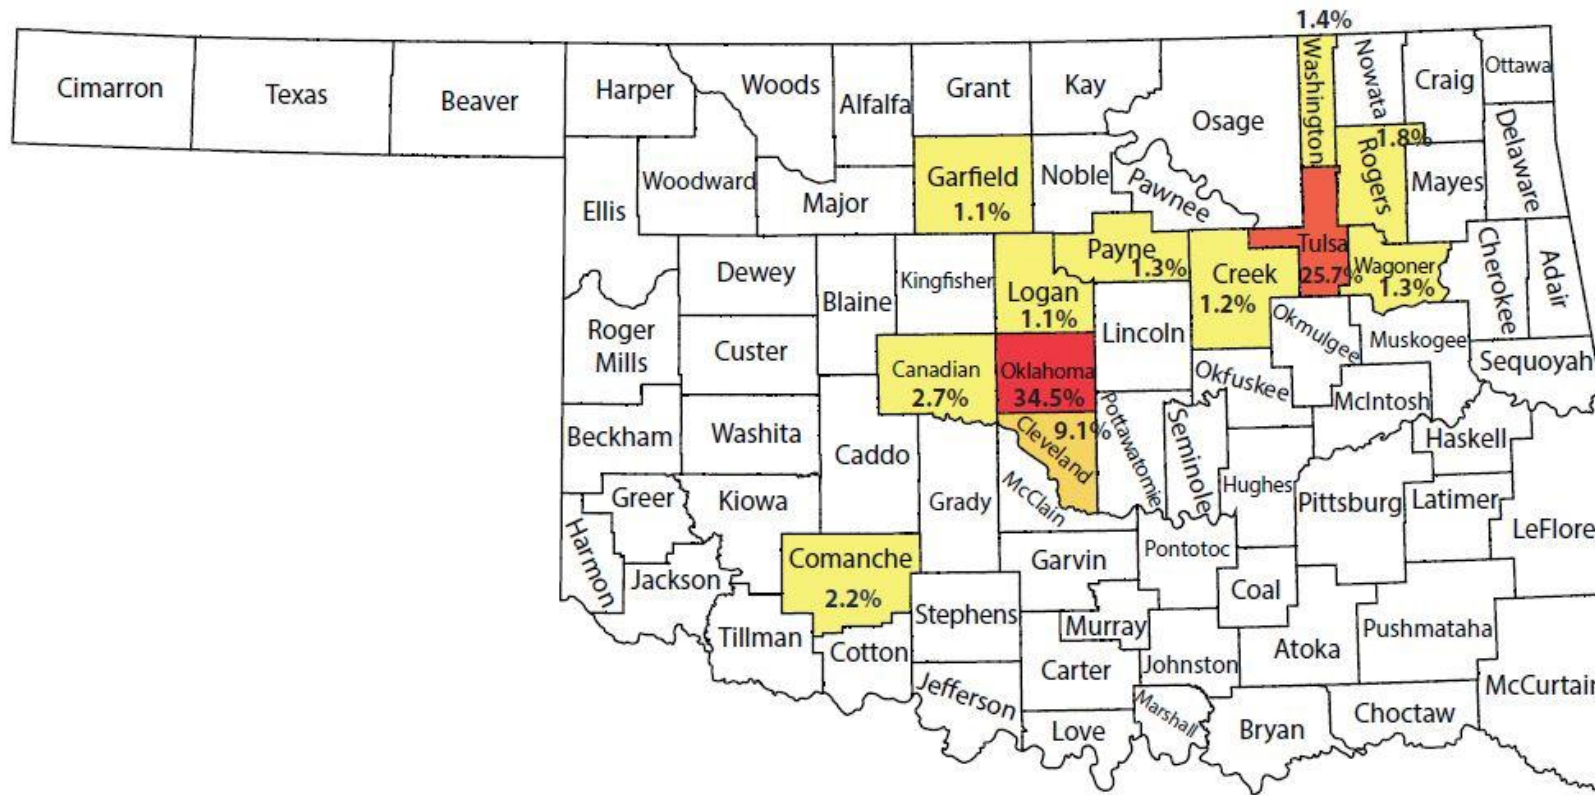 1.4%
Cimarron
Texas
Beaver
Harper
Woods
Alfalfa
Grant
Kay
Osage
Washington
Nowata
Craig
Ottawa
Delaware
Ellis
Woodward
Major
Garfield
1.1%
Noble
Pawnee
Rogers
1.8%
Mayes
Dewey
Blaine
Kingfisher
Logan
1.1%
Payne
1.3%
Creek
1.2%
Tulsa
25.7%
Wagoner
1.3%
Cherokee
Adair
Roger
Mills
Custer
Canadian
2.7%
Oklahoma
34.5%
Lincoln
Okfuskee
Okmulgee
Muskogee
Sequoyah
Beckham
Washita
Caddo
Grady
Cleveland
9.1%
McClain
Pottawatomie
Seminole
Hughes
McIntosh
Haskell
Pittsburg
Latimer
LeFlore
Harmon
Greer
Kiowa
Jackson
Comanche
2.2%
Tillman
Cotton
Stephens
Jefferson
Garvin
Murray
Carter
Love
Pontotoc
Johnston
Marshall
Coal
Atoka
Bryan
Pushmataha
Choctaw
McCurtain